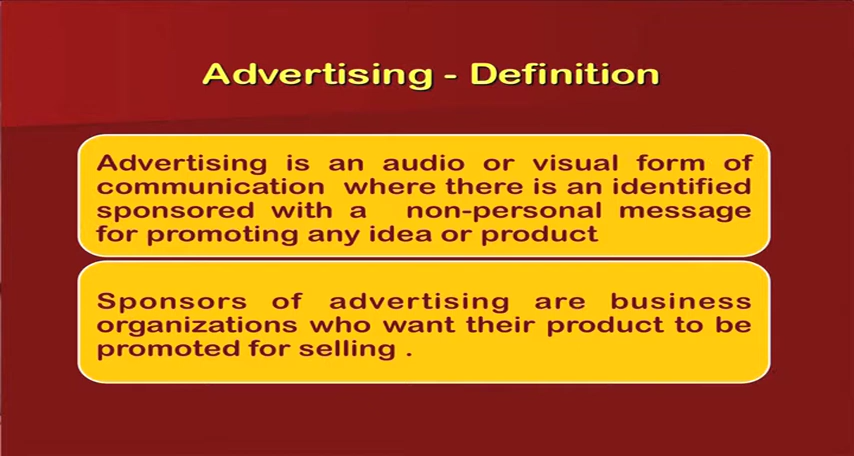 Advertising - Definition
Advertising is an audio or visual form of
communication where there is an identified
sponsored with a non-personal message
for promoting any idea or product
Sponsors of advertising are business
organizations who want their product to be
promoted for selling .